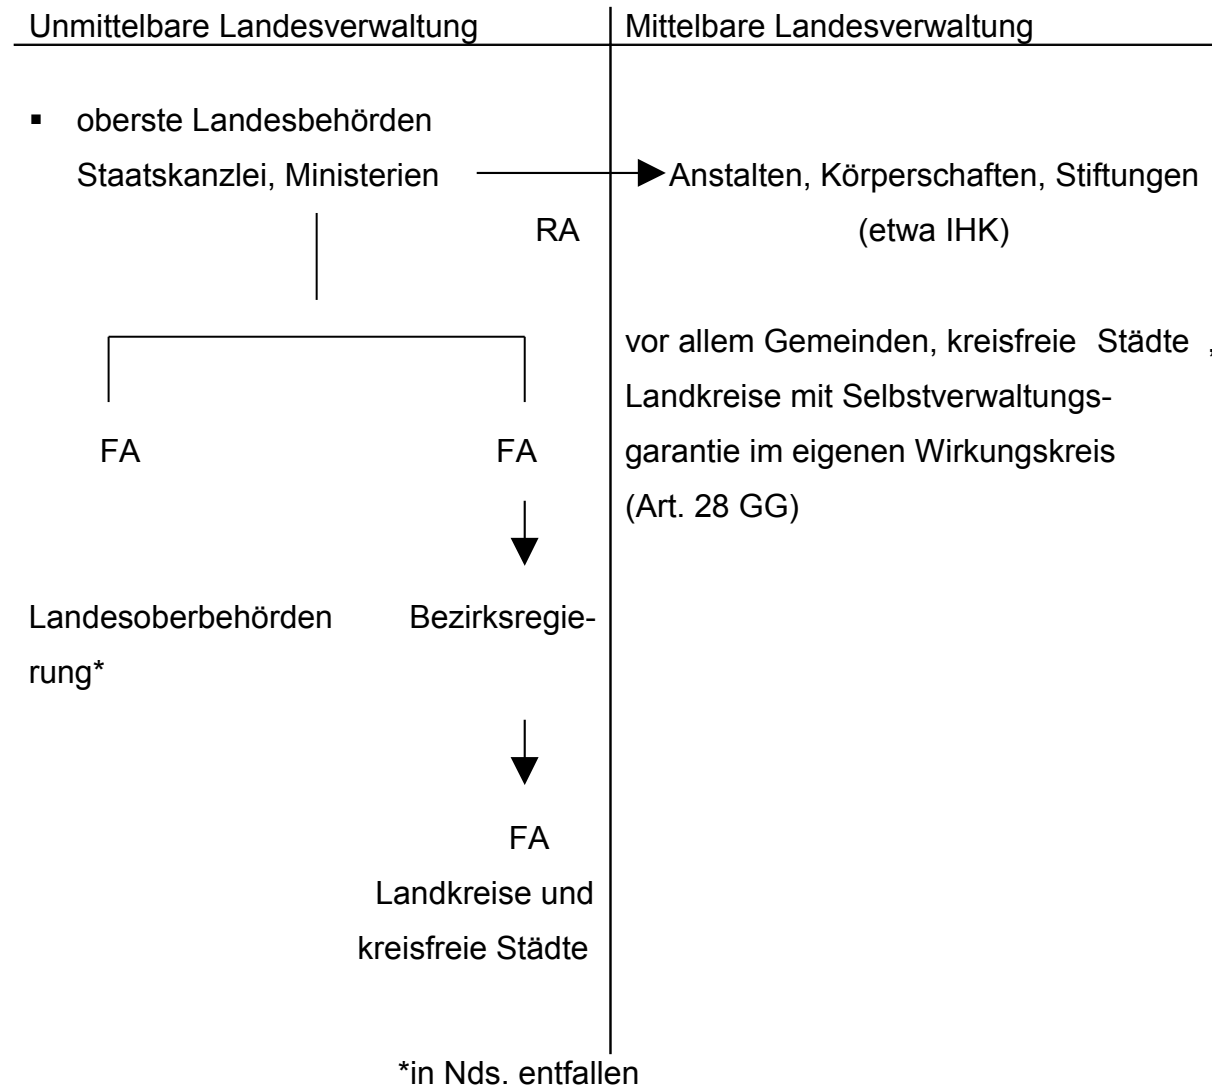 Unmittelbare Landesverwaltung
Mittelbare Landesverwaltung
▪ oberste Landesbehörden
Staatskanzlei, Ministerien
Anstalten, Körperschaften, Stiftungen
RA
(etwa IHK)
vor allem Gemeinden, kreisfreie Städte ,
Landkreise mit Selbstverwaltungs-
FA
FA
garantie im eigenen Wirkungskreis
(Art. 28 GG)
Landesoberbehörden Bezirksregie-
rung*
FA
Landkreise und
kreisfreie Städte
*in Nds. entfallen